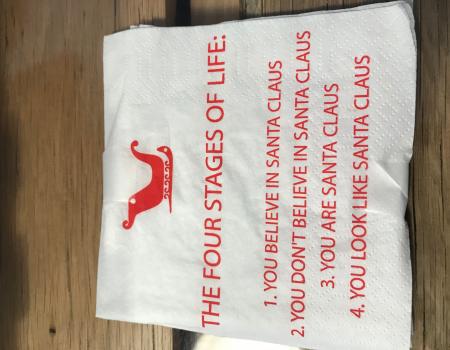 THE FOUR STAGES OF LIFE:
1. YOU BELIEVE IN SANTA CLAUS
2. YOU DON'T BELIEVE IN SANTA CLAUS
3. YOU ARE SANTA CLAUS
4. YOU LOOK LIKE SANTA CLAUS